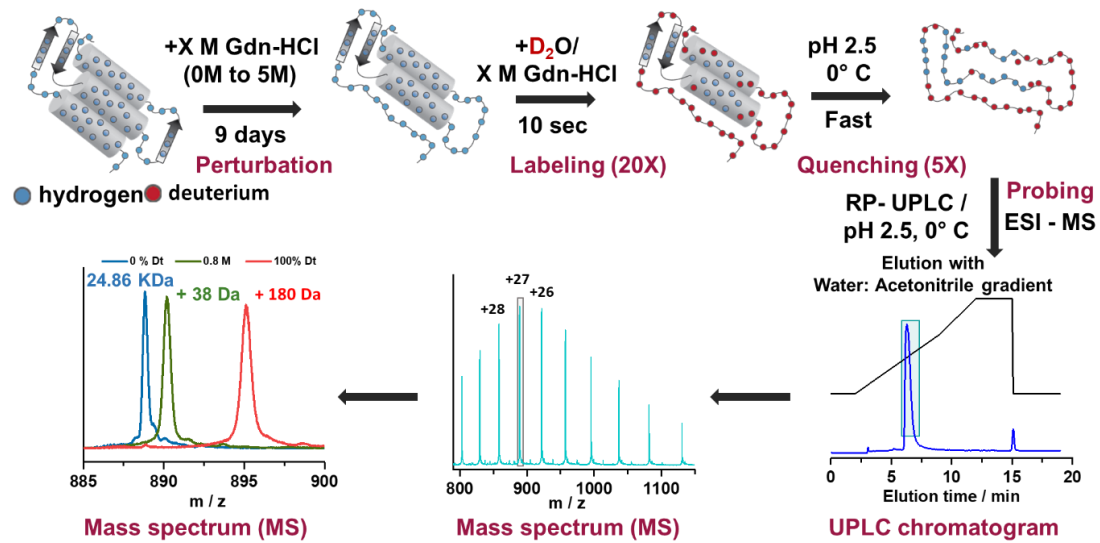 +X M Gdn-HCl
(0M to 5M)
9 days
Perturbation
+D₂O/
X M Gdn-HCl
10 sec
Labeling (20X)
pH 2.5
0° C
Fast
Quenching (5X)
hydrogen
deuterium
RP- UPLC /
pH 2.5, 0° C
Probing
ESI - MS
Elution with
Water: Acetonitrile gradient
0 5 10 15 20
Elution time / min
UPLC chromatogram
+28
+27
+26
800 900 1000 1100
m / z
Mass spectrum (MS)
0 % Dt 0.8 M 100% Dt
24.86 KDa
+ 38 Da
+ 180 Da
885 890 895 900
m / z
Mass spectrum (MS)